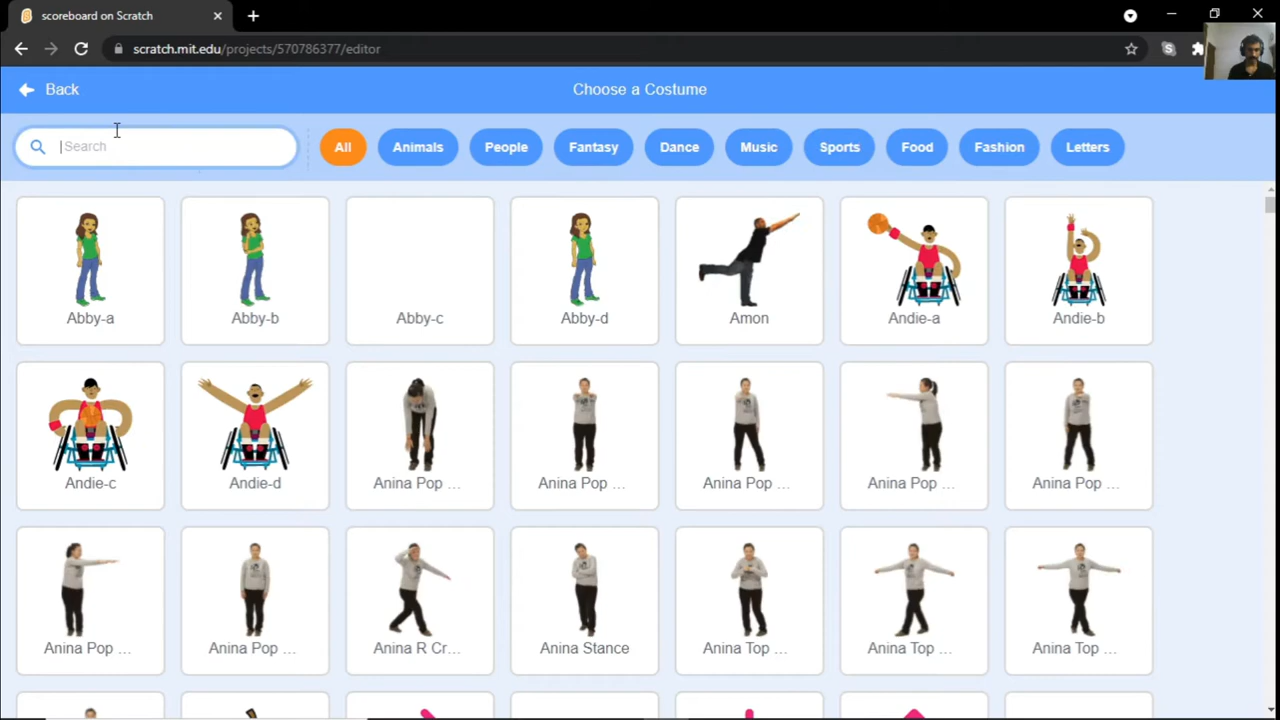 scoreboard on Scratch
scratch.mit.edu/projects/570786377/editor
Back
Choose a Costume
Search
All
Animals
People
Fantasy
Dance
Music
Sports
Food
Fashion
Letters
Abby-a
Abby-b
Abby-c
Abby-d
Amon
Andie-a
Andie-b
Andie-c
Andie-d
Anina Pop ...
Anina Pop ...
Anina Pop ...
Anina Pop ...
Anina Pop ...
Anina Pop ...
Anina Pop ...
Anina R Cr...
Anina Stance
Anina Top ...
Anina Top ...
Anina Top ...